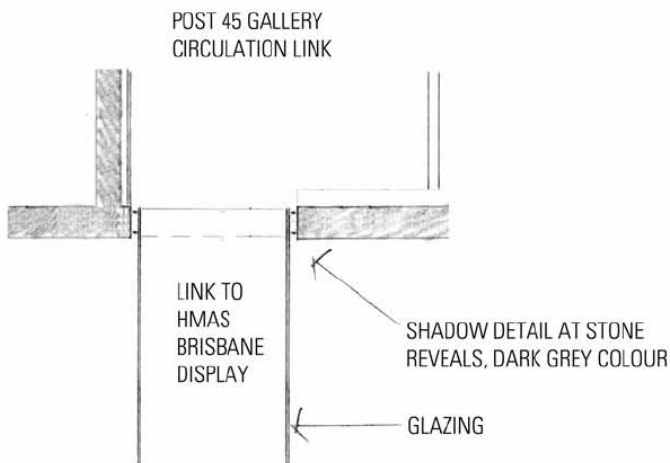 POST 45 GALLERY
CIRCULATION LINK
LINK TO
HMAS
BRISBANE
DISPLAY
SHADOW DETAIL AT STONE
REVEALS, DARK GREY COLOUR
GLAZING